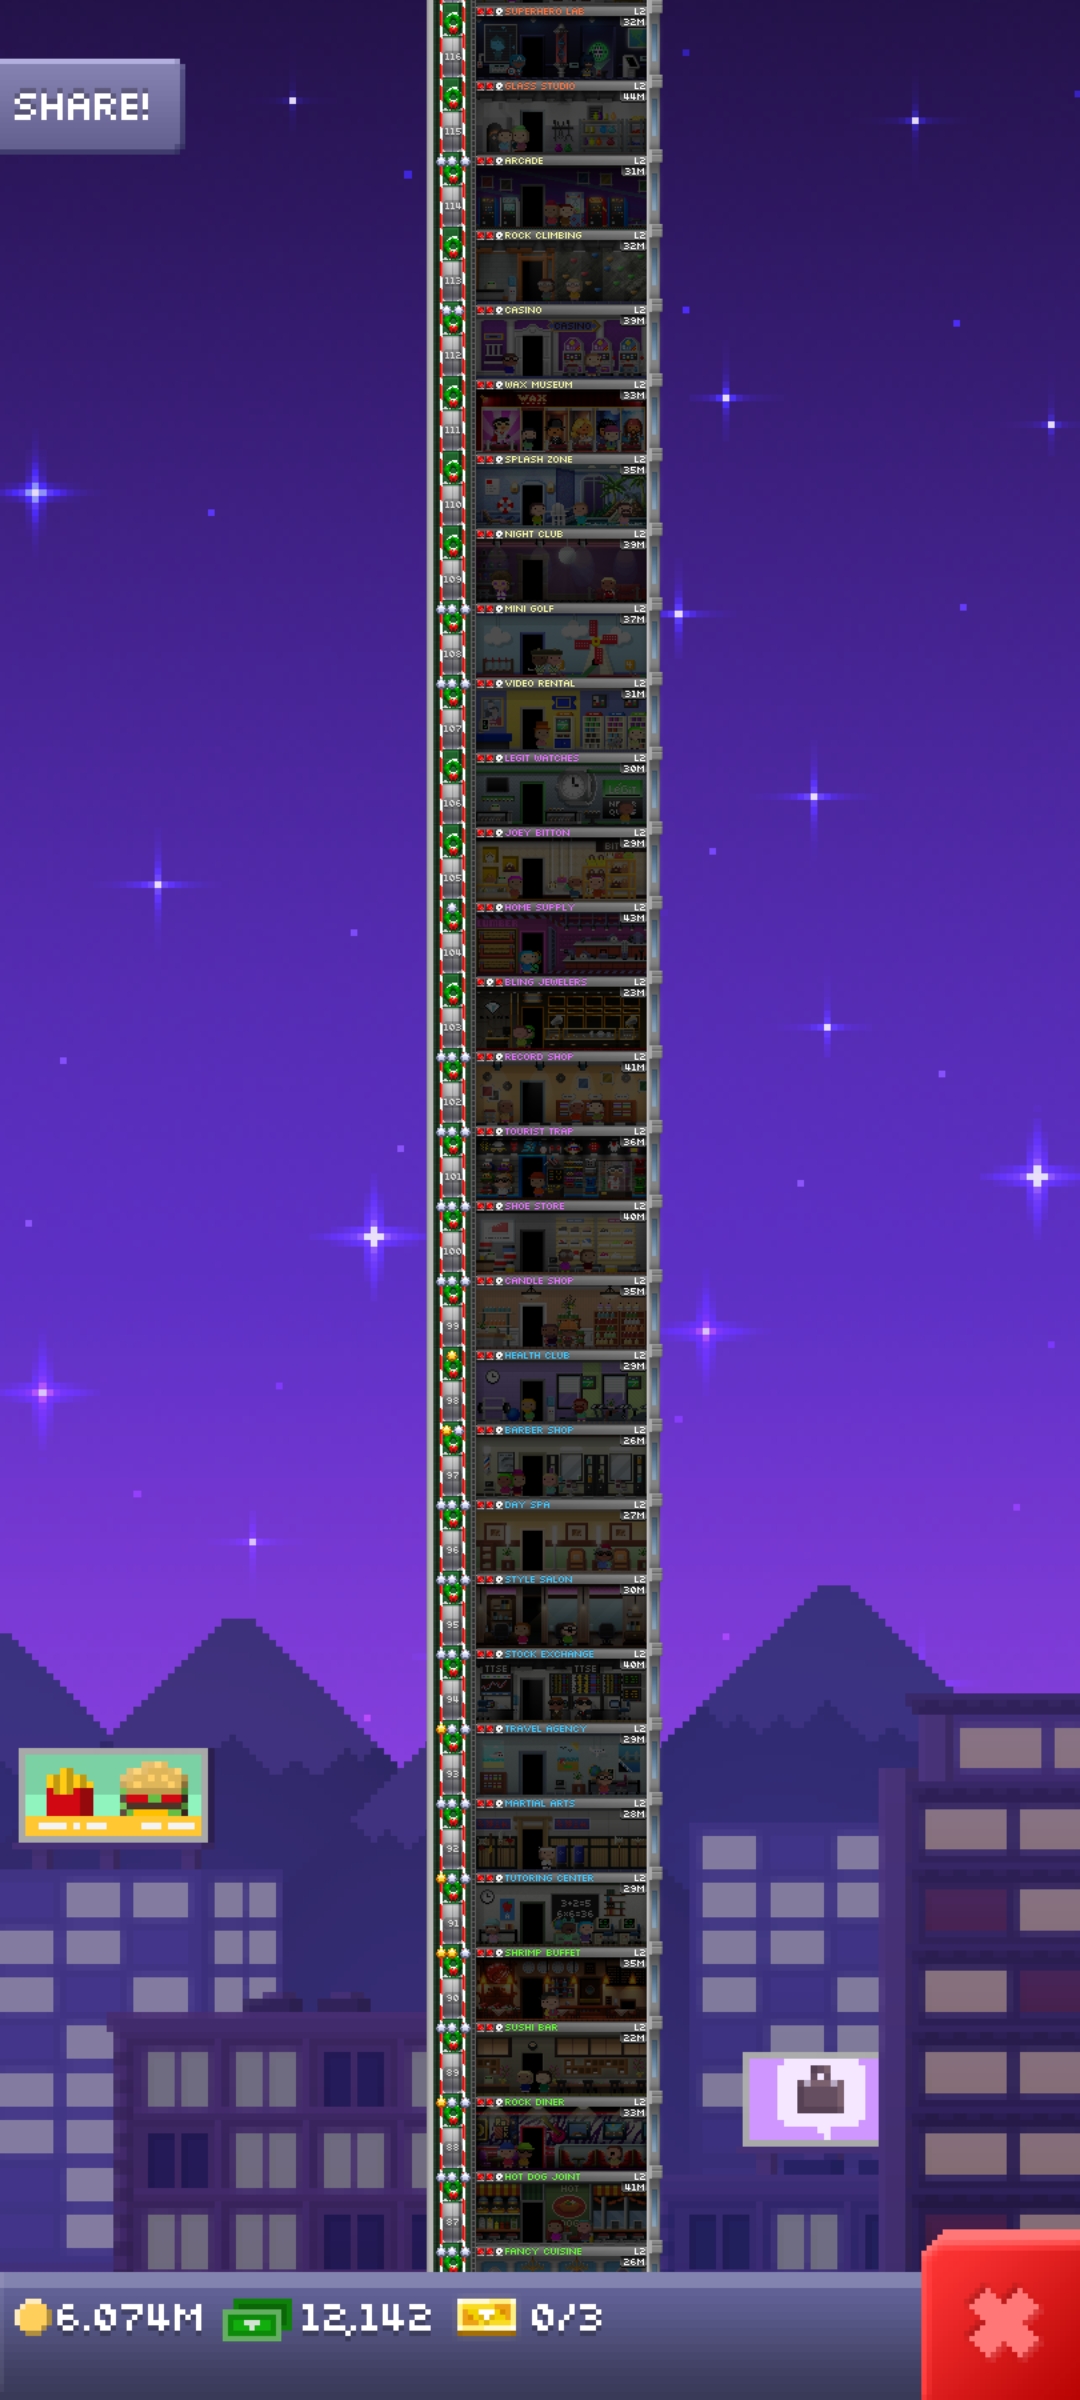 SUPERHERO LAB L2
32M
116
SHARE!
GLASS STUDIO L2
44M
115
ARCADE L2
31M
114
ROCK CLIMBING L2
32M
113
CASINO L2
39M
CASINO
112
WAX MUSEUM L2
33M
WAX
111
SPLASH ZONE L2
35M
110
NIGHT CLUB L2
39M
109
MINI GOLF L2
37M
108
VIDEO RENTAL L2
31M
107
LEGIT WATCHES L2
30M
LEGIT
106
JOEY BITTON L2
29M
BIT
105
HOME SUPPLY L2
43M
104
BLING JEWELERS L2
23M
103
RECORD SHOP L2
41M
102
TOURIST TRAP L2
36M
101
SHOE STORE L2
40M
100
CANDLE SHOP L2
35M
99
HEALTH CLUB L2
29M
98
BARBER SHOP L2
26M
97
DAY SPA L2
27M
96
STYLE SALON L2
30M
95
STOCK EXCHANGE L2
40M
TTSE TTSE
94
TRAVEL AGENCY L2
29M
93
MARTIAL ARTS L2
28M
92
TUTORING CENTER L2
29M
3+2=5
6×6=36
91
SHRIMP BUFFET L2
35M
90
SUSHI BAR L2
22M
89
ROCK DINER L2
33M
88
HOT DOG JOINT L2
41M
HOT
87
FANCY CUISINE L2
26M
6.074M 12,142 0/3